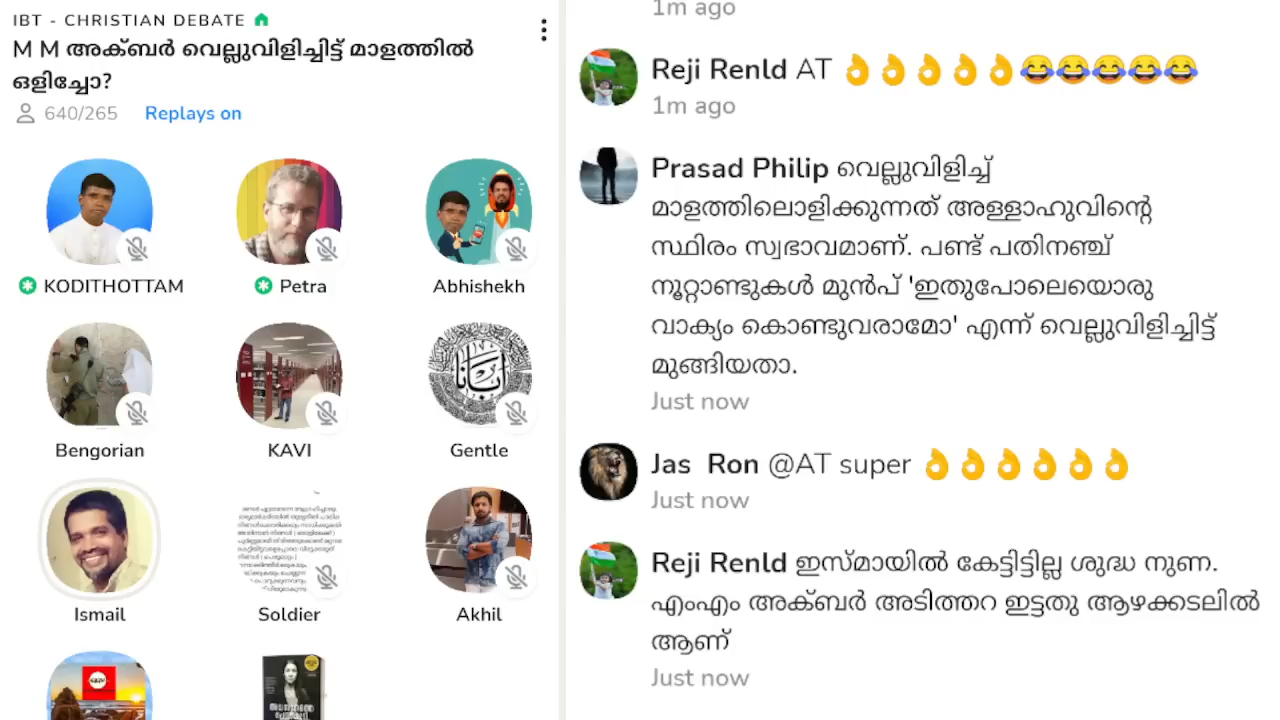 IBT - CHRISTIAN DEBATE
M M അക്ബർ വെല്ലുവിളിച്ചിട്ട് മാളത്തിൽ
ഒളിച്ചോ?
640/265 Replays on
KODITHOTTAM Petra Abhishekh
Bengorian KAVI Gentle
Ismail Soldier Akhil
1m ago
Reji Renld AT 👌👌👌👌👌😂😂😂😂😂
1m ago
Prasad Philip വെല്ലുവിളിച്ച്
മാളത്തിലൊളിക്കുന്നത് അള്ളാഹുവിന്റെ
സ്ഥിരം സ്വഭാവമാണ്. പണ്ട് പതിനഞ്ച്
നൂറ്റാണ്ടുകൾ മുൻപ് 'ഇതുപോലെയൊരു
വാക്യം കൊണ്ടുവരാമോ' എന്ന് വെല്ലുവിളിച്ചിട്ട്
മുങ്ങിയതാ.
Just now
Jas Ron @AT super 👌👌👌👌👌👌
Just now
Reji Renld ഇസ്മായിൽ കേട്ടിട്ടില്ല ശുദ്ധ നുണ.
എംഎം അക്ബർ അടിത്തറ ഇട്ടതു ആഴക്കടലിൽ
ആണ്
Just now